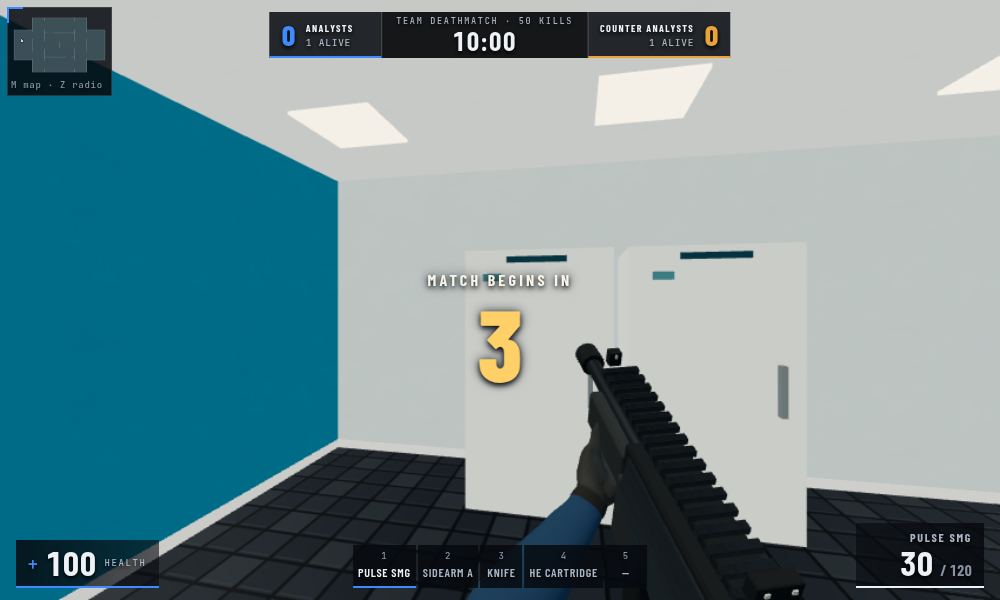 M map · Z radio
0 ANALYSTS
1 ALIVE
TEAM DEATHMATCH · 50 KILLS
10:00
COUNTER ANALYSTS 0
1 ALIVE
MATCH BEGINS IN
3
+ 100 HEALTH
1 2 3 4 5
PULSE SMG SIDEARM A KNIFE HE CARTRIDGE —
PULSE SMG
30 / 120